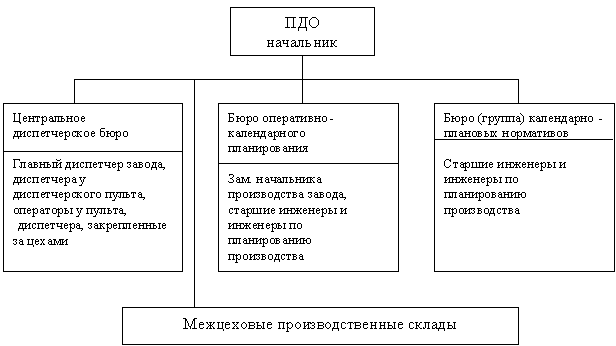 ПДО
начальник
Центральное
диспетчерское бюро
Главный диспетчер завода,
диспетчера у
диспетчерского пульта,
операторы у пульта,
диспетчера, закрепленные
за цехами
Бюро оперативно-
календарного
планирования
Зам. начальника
производства завода,
старшие инженеры и
инженеры по
планированию
производства
Бюро (группа) календарно -
плановых нормативов
Старшие инженеры и
инженеры по
планированию
производства
Межцеховые производственные склады